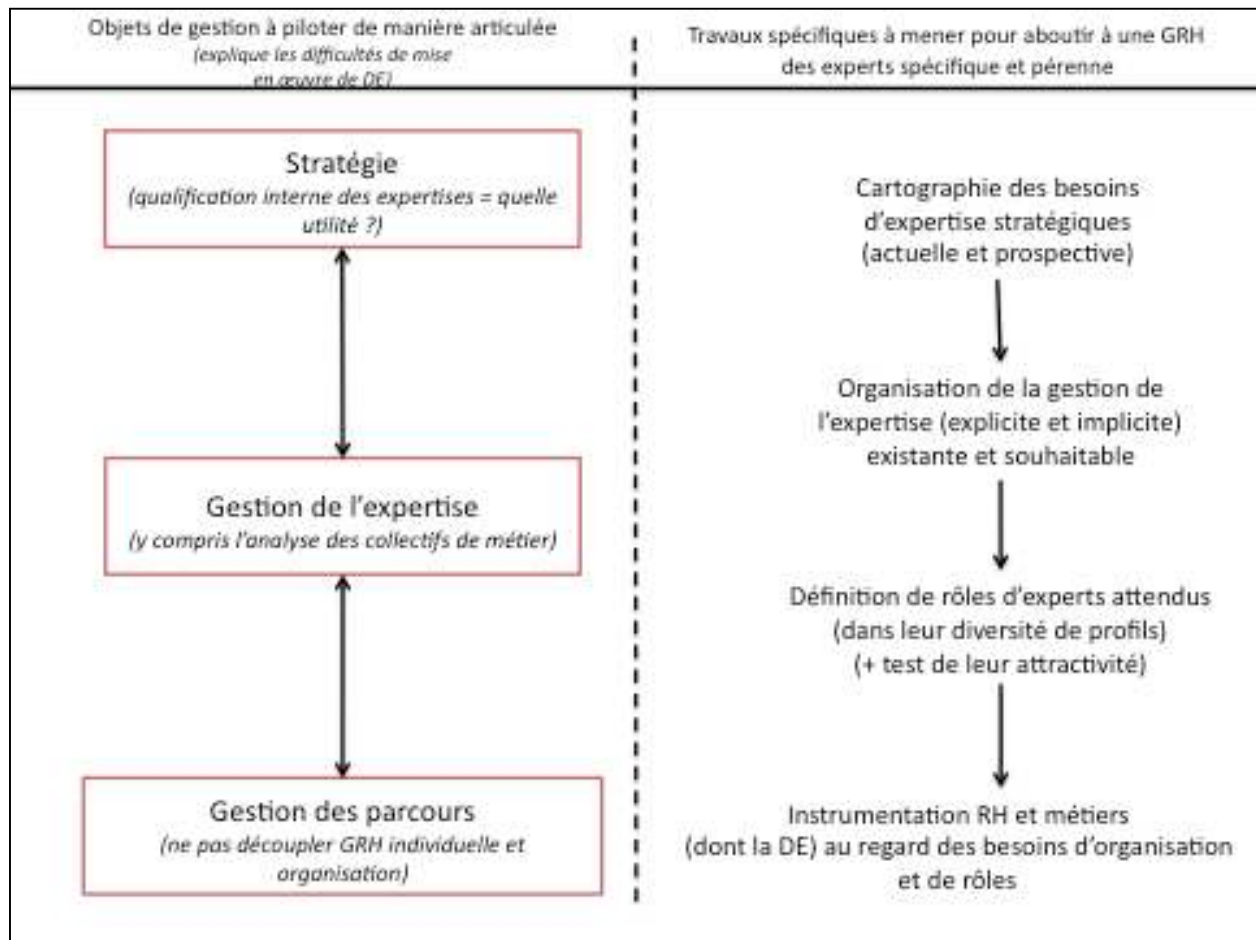 Objets de gestion à piloter de manière articulée
(explique les difficultés de mise
en œuvre de DE)
Travaux spécifiques à mener pour aboutir à une GRH
des experts spécifique et pérenne
Stratégie
(qualification interne des expertises = quelle
utilité ?)
Gestion de l'expertise
(y compris l'analyse des collectifs de métier)
Gestion des parcours
(ne pas découpler GRH individuelle et
organisation)
Cartographie des besoins
d'expertise stratégiques
(actuelle et prospective)
Organisation de la gestion de
l'expertise (explicite et implicite)
existante et souhaitable
Définition de rôles d'experts attendus
(dans leur diversité de profils)
(+ test de leur attractivité)
Instrumentation RH et métiers
(dont la DE) au regard des besoins d'organisation
et de rôles